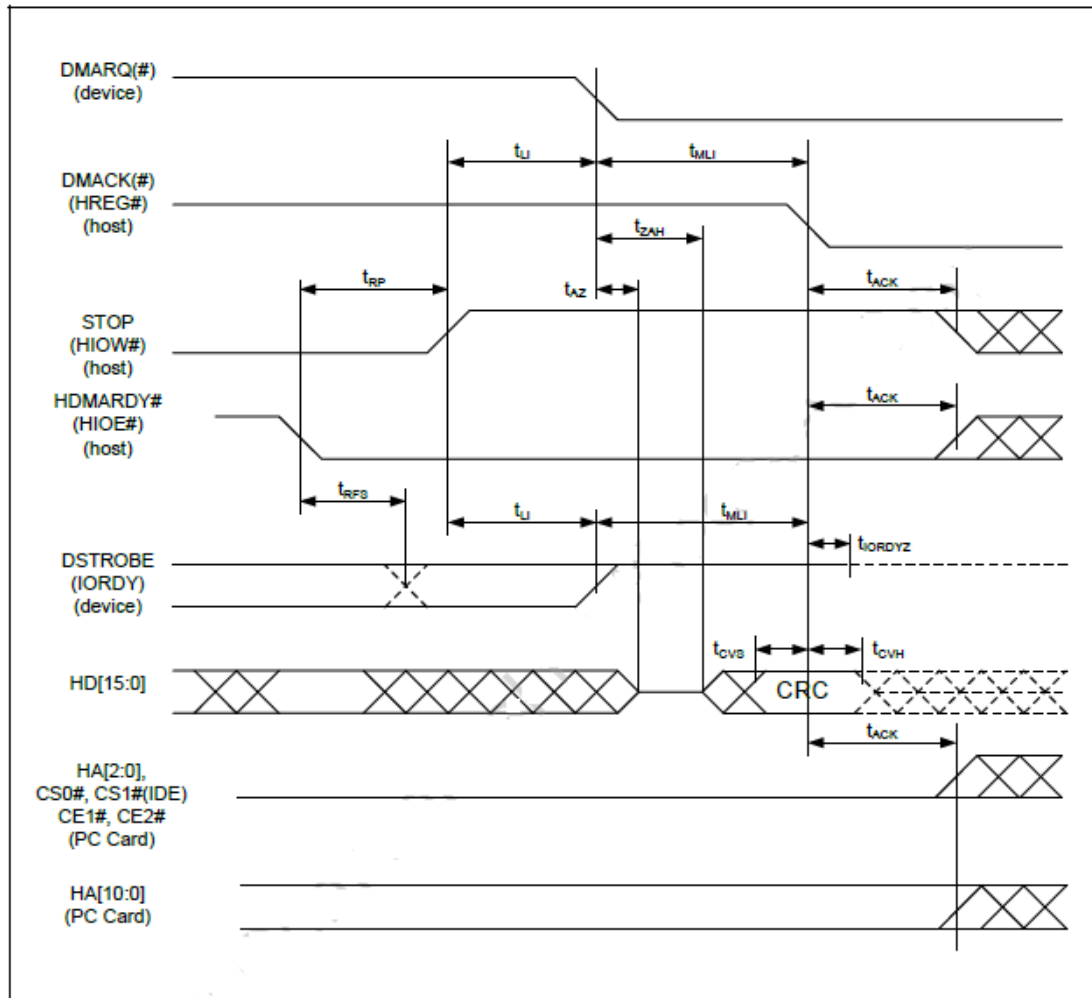 DMARQ(#)
(device)
tLI
tMLI
DMACK(#)
(HREG#)
(host)
tZAH
tRP
tAZ
tACK
STOP
(HIOW#)
(host)
HDMARDY#
(HIOE#)
(host)
tACK
tRFS
tLI
tMLI
DSTROBE
(IORDY)
(device)
tIORDYZ
tCVS
tCVH
HD[15:0]
CRC
tACK
HA[2:0],
CS0#, CS1#(IDE)
CE1#, CE2#
(PC Card)
HA[10:0]
(PC Card)